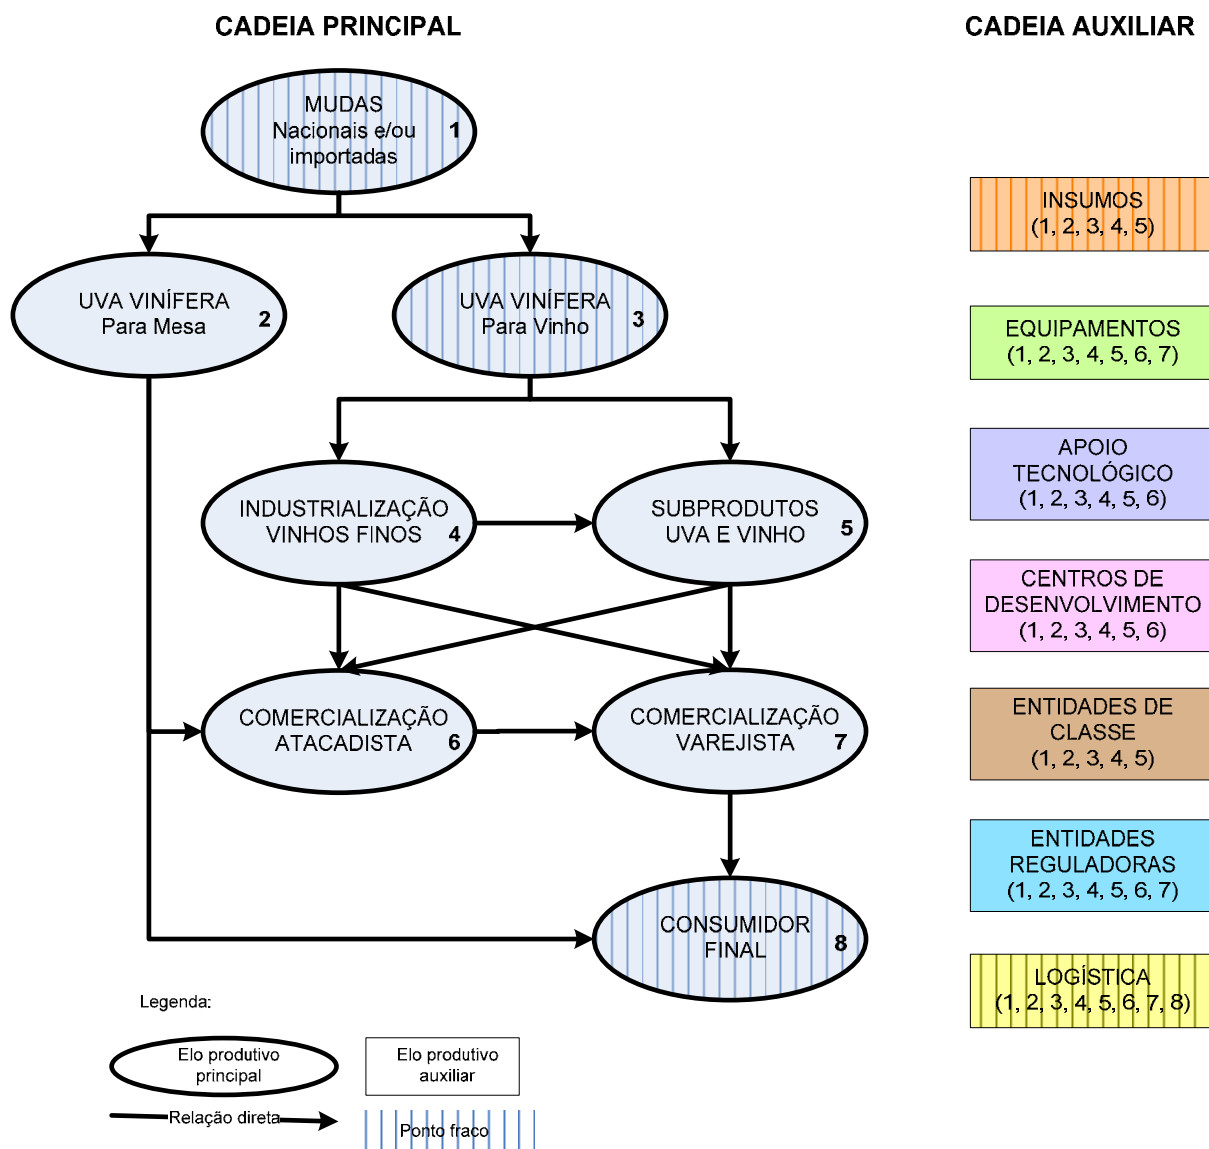 CADEIA PRINCIPAL
CADEIA AUXILIAR
MUDAS
Nacionais e/ou
importadas
1
INSUMOS
(1, 2, 3, 4, 5)
UVA VINÍFERA
Para Mesa
2
UVA VINÍFERA
Para Vinho
3
EQUIPAMENTOS
(1, 2, 3, 4, 5, 6, 7)
APOIO
TECNOLÓGICO
(1, 2, 3, 4, 5, 6)
INDUSTRIALIZAÇÃO
VINHOS FINOS
4
SUBPRODUTOS
UVA E VINHO
5
CENTROS DE
DESENVOLVIMENTO
(1, 2, 3, 4, 5, 6)
COMERCIALIZAÇÃO
ATACADISTA
6
COMERCIALIZAÇÃO
VAREJISTA
7
ENTIDADES DE
CLASSE
(1, 2, 3, 4, 5)
ENTIDADES
REGULADORAS
(1, 2, 3, 4, 5, 6, 7)
CONSUMIDOR
FINAL
8
LOGÍSTICA
(1, 2, 3, 4, 5, 6, 7, 8)
Legenda:
Elo produtivo
principal
Elo produtivo
auxiliar
Relação direta
Ponto fraco